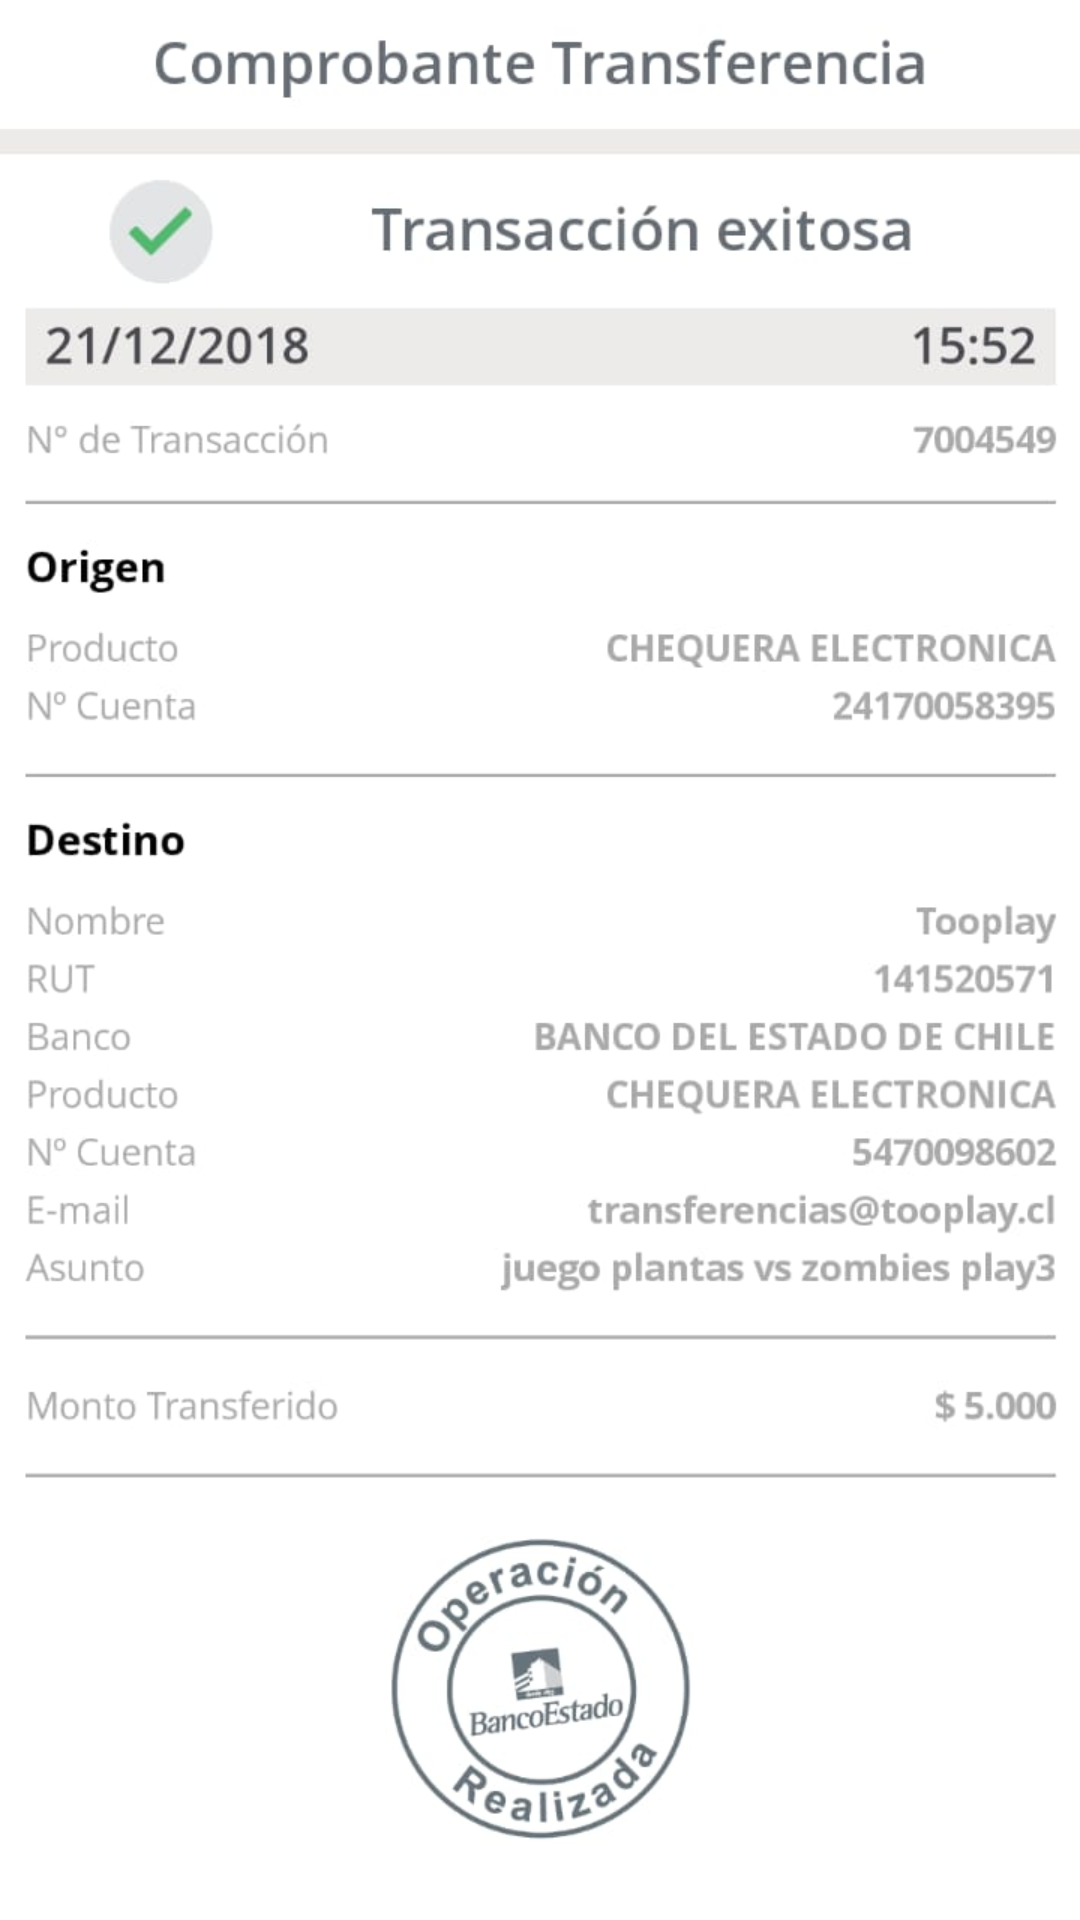 Comprobante Transferencia
Transacción exitosa
21/12/2018 15:52
N° de Transacción 7004549
Origen
Producto CHEQUERA ELECTRONICA
Nº Cuenta 24170058395
Destino
Nombre Tooplay
RUT 141520571
Banco BANCO DEL ESTADO DE CHILE
Producto CHEQUERA ELECTRONICA
Nº Cuenta 5470098602
E-mail transferencias@tooplay.cl
Asunto juego plantas vs zombies play3
Monto Transferido $ 5.000
Operación
BancoEstado
Realizada